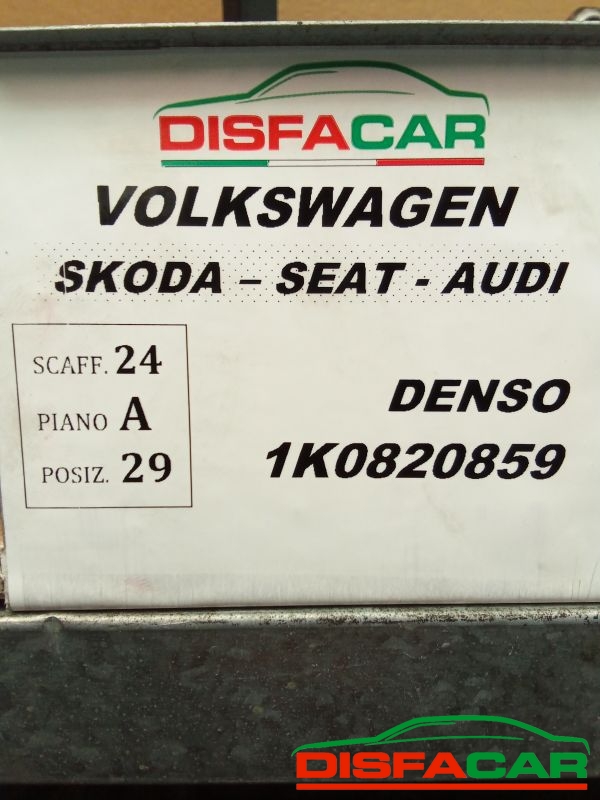 DISFACAR
VOLKSWAGEN
SKODA – SEAT - AUDI
SCAFF. 24
PIANO A
POSIZ. 29
DENSO
1K0820859
DISFACAR